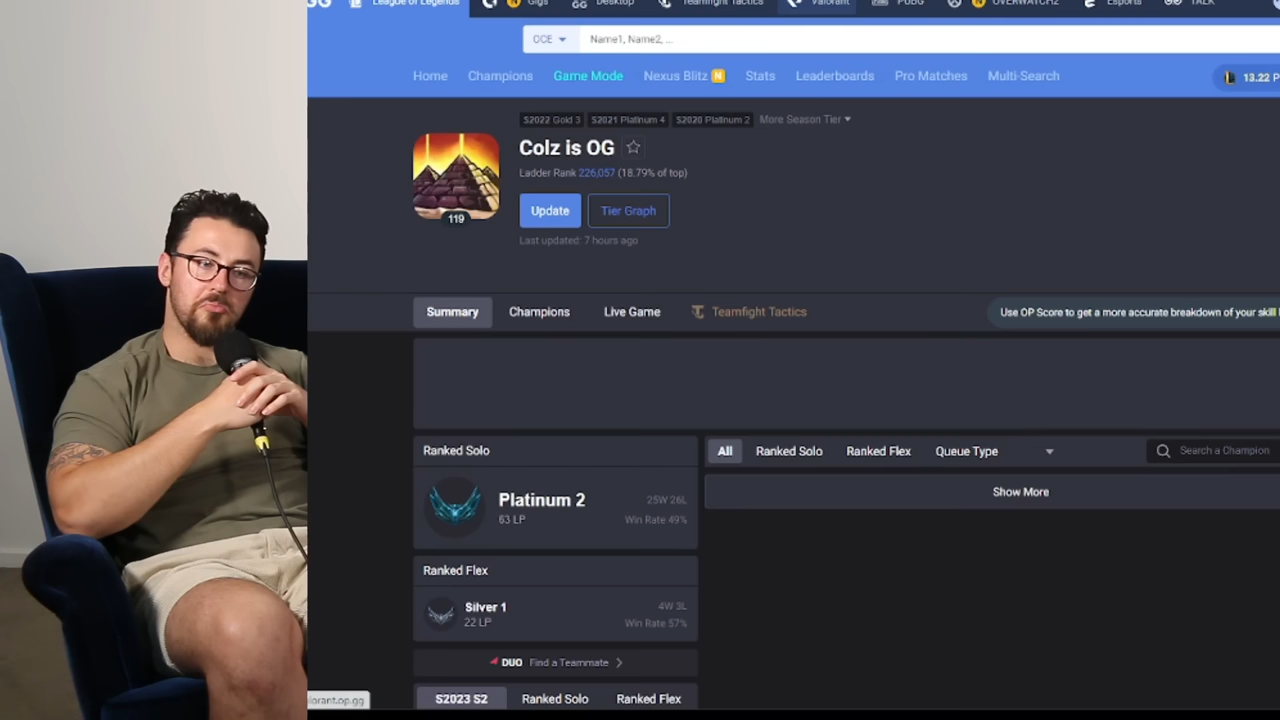 GG League of Legends Gigs Desktop Teamfight Tactics Valorant PUBG OVERWATCH2 Esports TALK
OCE Name1, Name2, ...
Home Champions Game Mode Nexus Blitz N Stats Leaderboards Pro Matches Multi-Search 13.22 P
S2022 Gold 3 S2021 Platinum 4 S2020 Platinum 2 More Season Tier
Colz is OG
Ladder Rank 226,057 (18.79% of top)
119
Update Tier Graph
Last updated: 7 hours ago
Summary Champions Live Game Teamfight Tactics Use OP Score to get a more accurate breakdown of your skill
Ranked Solo
All Ranked Solo Ranked Flex Queue Type Search a Champion
Platinum 2 25W 26L
63 LP Win Rate 49%
Show More
Ranked Flex
Silver 1 4W 3L
22 LP Win Rate 57%
DUO Find a Teammate
S2023 S2 Ranked Solo Ranked Flex
lorant.op.gg